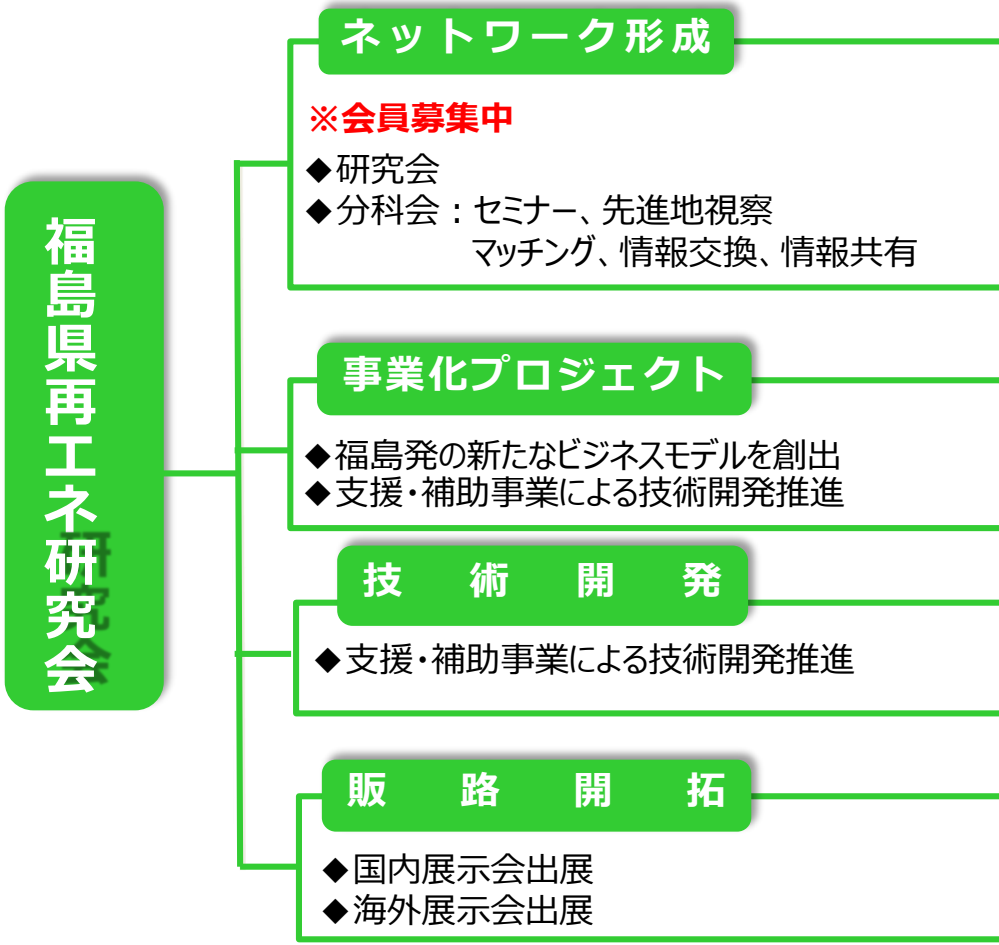 福島県再エネ研究会
ネットワーク形成
※会員募集中
◆研究会
◆分科会：セミナー、先進地視察
マッチング、情報交換、情報共有
事業化プロジェクト
◆福島発の新たなビジネスモデルを創出
◆支援・補助事業による技術開発推進
技術開発
◆支援・補助事業による技術開発推進
販路開拓
◆国内展示会出展
◆海外展示会出展